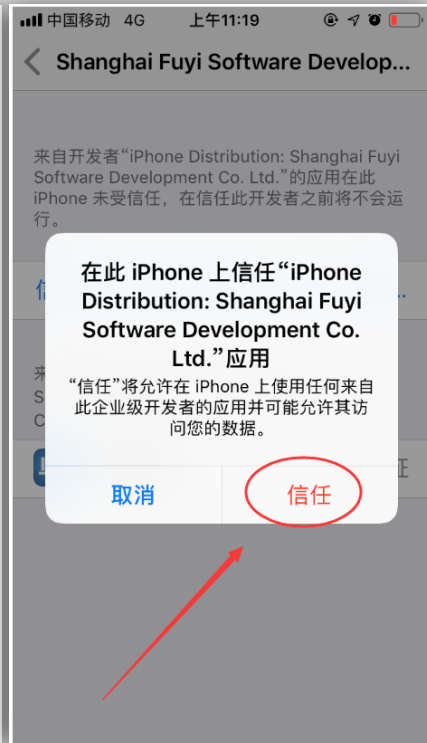 中国移动 4G 上午11:19
Shanghai Fuyi Software Develop...
来自开发者“iPhone Distribution: Shanghai Fuyi
Software Development Co. Ltd.”的应用在此
iPhone 未受信任，在信任此开发者之前将不会运
行。
在此 iPhone 上信任“iPhone
Distribution: Shanghai Fuyi
Software Development Co.
Ltd.”应用
“信任”将允许在 iPhone 上使用任何来自
此企业级开发者的应用并可能允许其访
问您的数据。
取消 信任